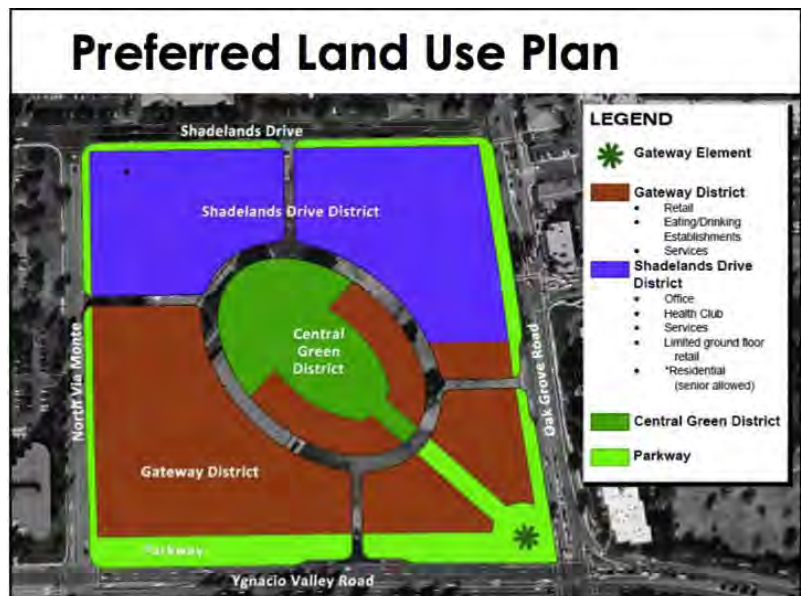 Preferred Land Use Plan
Shadelands Drive
Shadelands Drive District
Central
Green
District
North Via Monte
Oak Grove Road
Gateway District
Parkway
Ygnacio Valley Road
LEGEND
Gateway Element
Gateway District
• Retail
• Eating/Drinking
Establishments
• Services
Shadelands Drive
District
• Office
• Health Club
• Services
• Limited ground floor
retail
• *Residential
(senior allowed)
Central Green District
Parkway